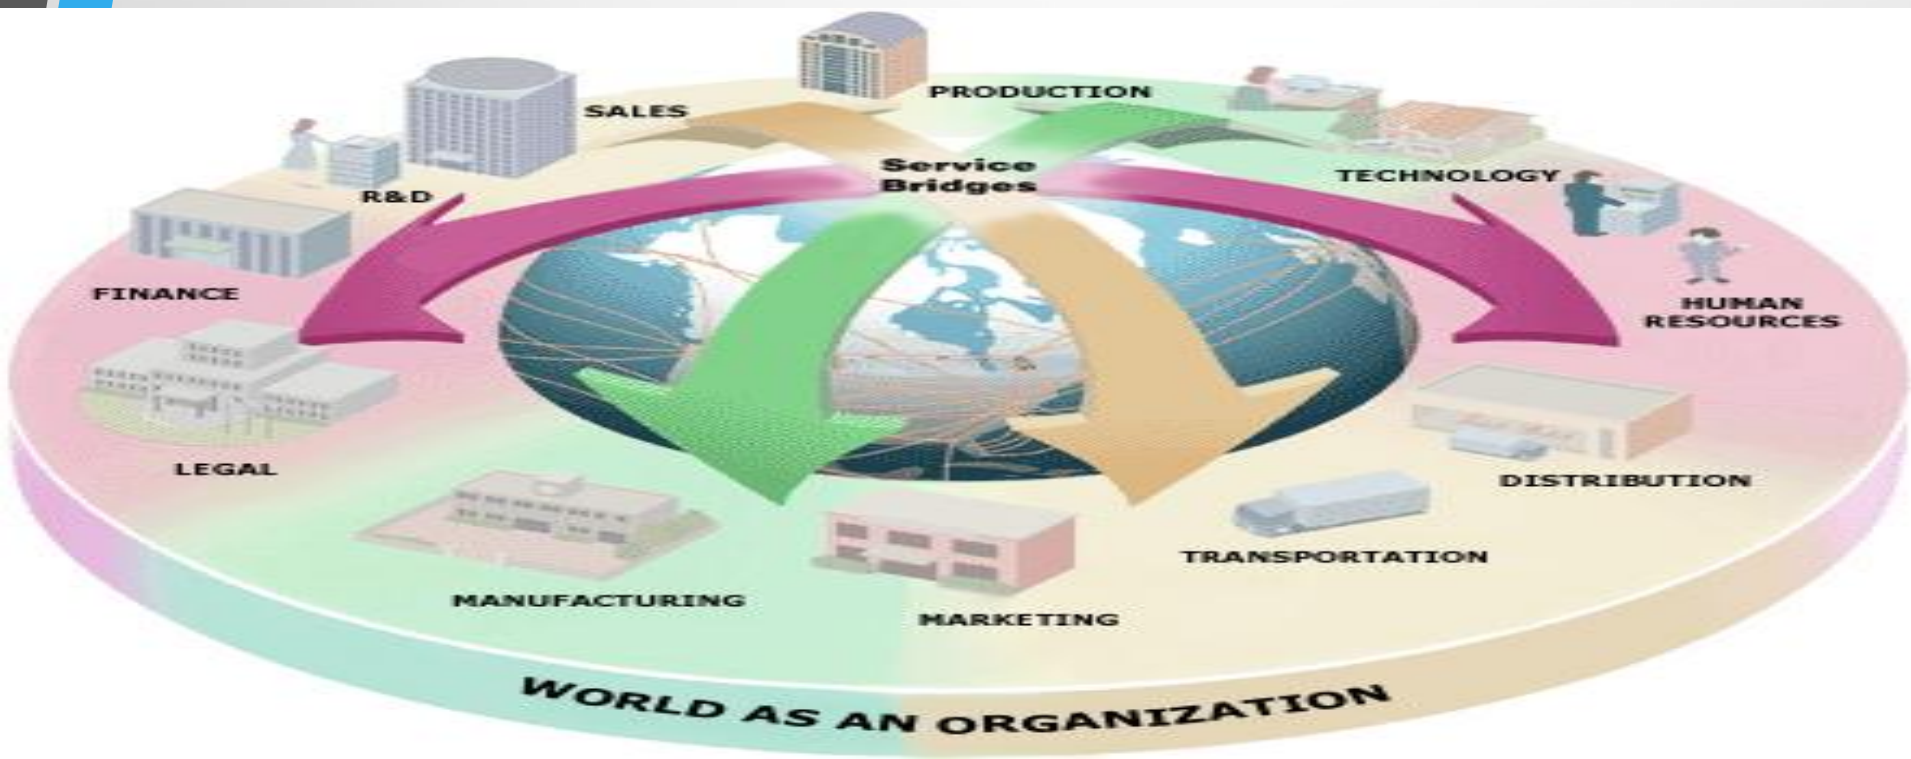 PRODUCTION
SALES
Service
Bridges
TECHNOLOGY
R&D
FINANCE
HUMAN
RESOURCES
LEGAL
DISTRIBUTION
TRANSPORTATION
MANUFACTURING
MARKETING
WORLD AS AN ORGANIZATION